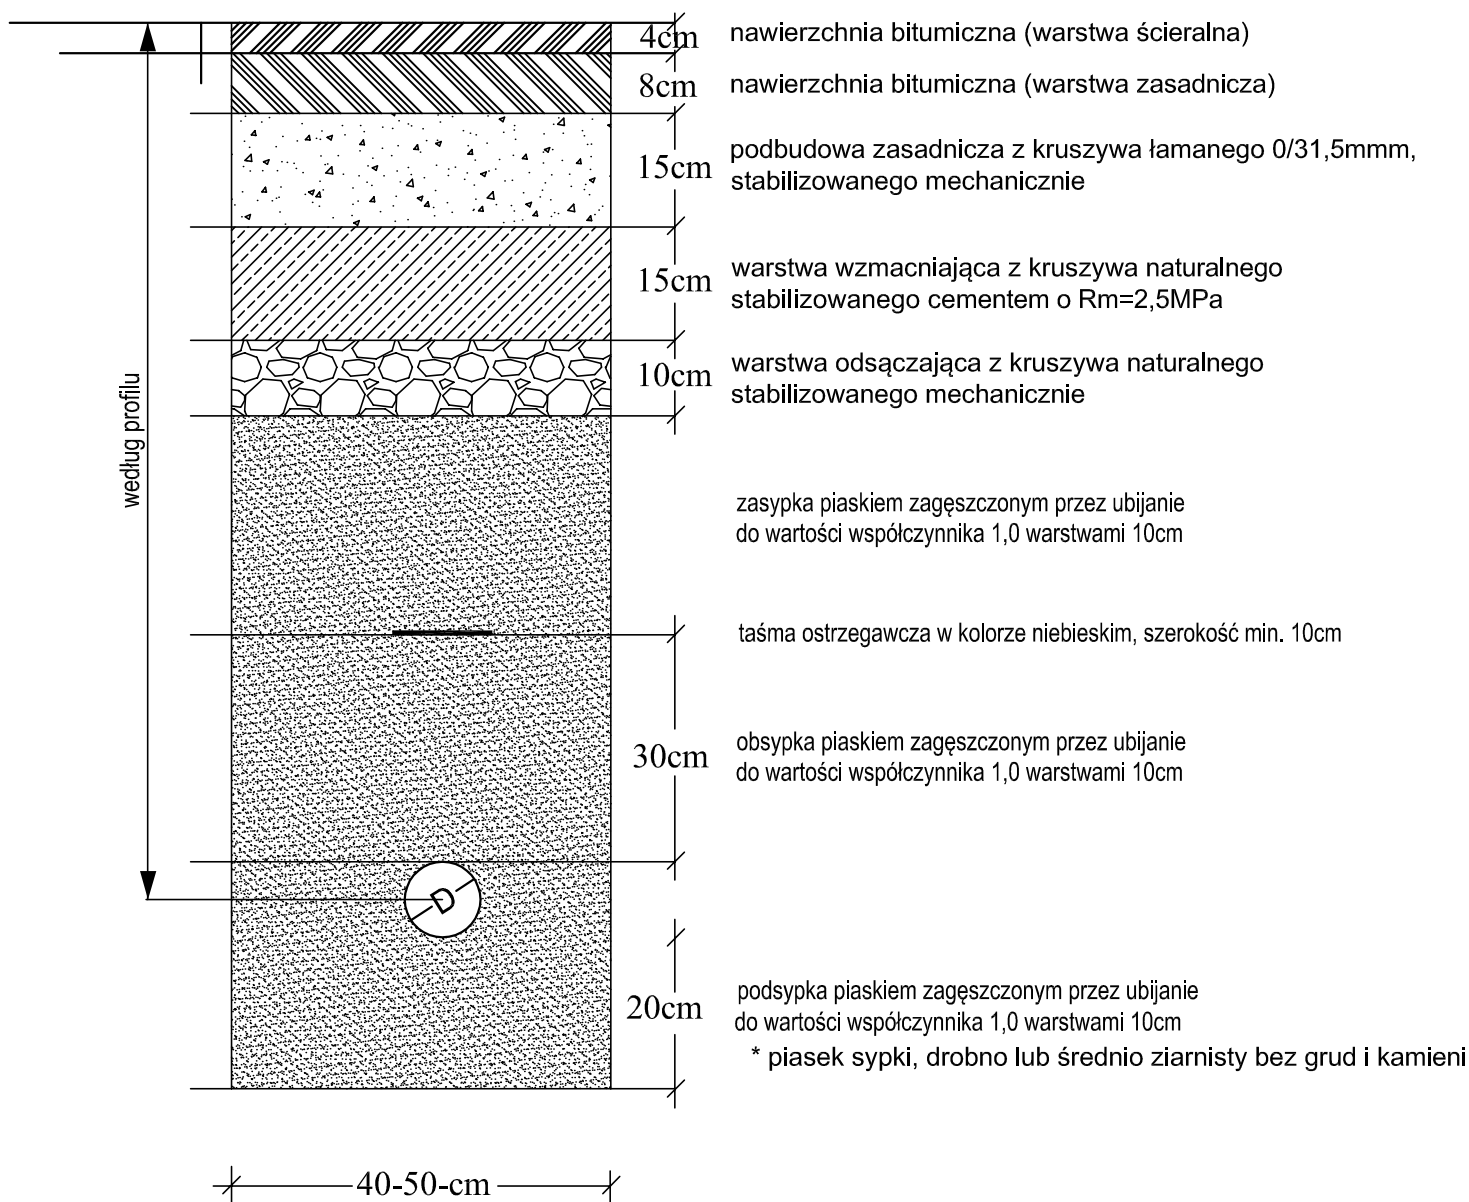 4cm
nawierzchnia bitumiczna (warstwa ścieralna)
8cm
nawierzchnia bitumiczna (warstwa zasadnicza)
15cm
podbudowa zasadnicza z kruszywa łamanego 0/31,5mmm,
stabilizowanego mechanicznie
15cm
warstwa wzmacniająca z kruszywa naturalnego
stabilizowanego cementem o Rm=2,5MPa
10cm
warstwa odsączająca z kruszywa naturalnego
stabilizowanego mechanicznie
według profilu
zasypka piaskiem zagęszczonym przez ubijanie
do wartości współczynnika 1,0 warstwami 10cm
taśma ostrzegawcza w kolorze niebieskim, szerokość min. 10cm
30cm
obsypka piaskiem zagęszczonym przez ubijanie
do wartości współczynnika 1,0 warstwami 10cm
D
20cm
podsypka piaskiem zagęszczonym przez ubijanie
do wartości współczynnika 1,0 warstwami 10cm
* piasek sypki, drobno lub średnio ziarnisty bez grud i kamieni
40-50-cm